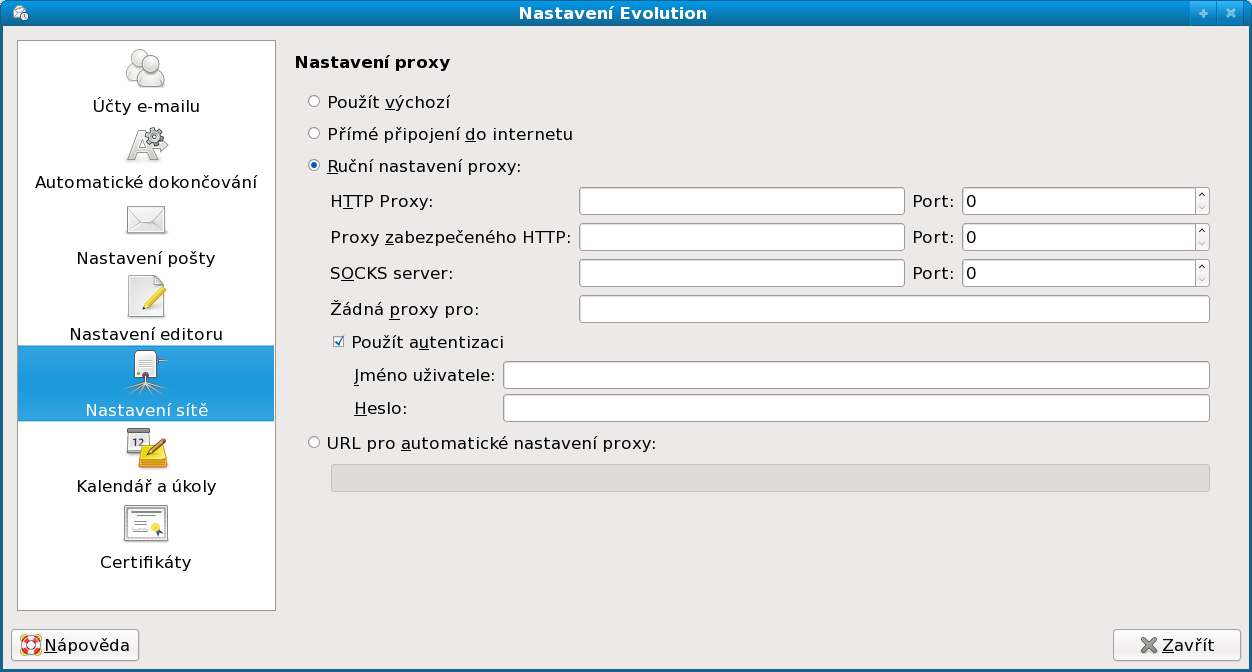 Nastavení Evolution
Účty e-mailu
Automatické dokončování
Nastavení pošty
Nastavení editoru
Nastavení sítě
12
Kalendář a úkoly
Certifikáty
Nastavení proxy
Použít výchozí
Přímé připojení do internetu
Ruční nastavení proxy:
HTTP Proxy: Port: 0
Proxy zabezpečeného HTTP: Port: 0
SOCKS server: Port: 0
Žádná proxy pro:
Použít autentizaci
Jméno uživatele:
Heslo:
URL pro automatické nastavení proxy:
Nápověda
Zavřít